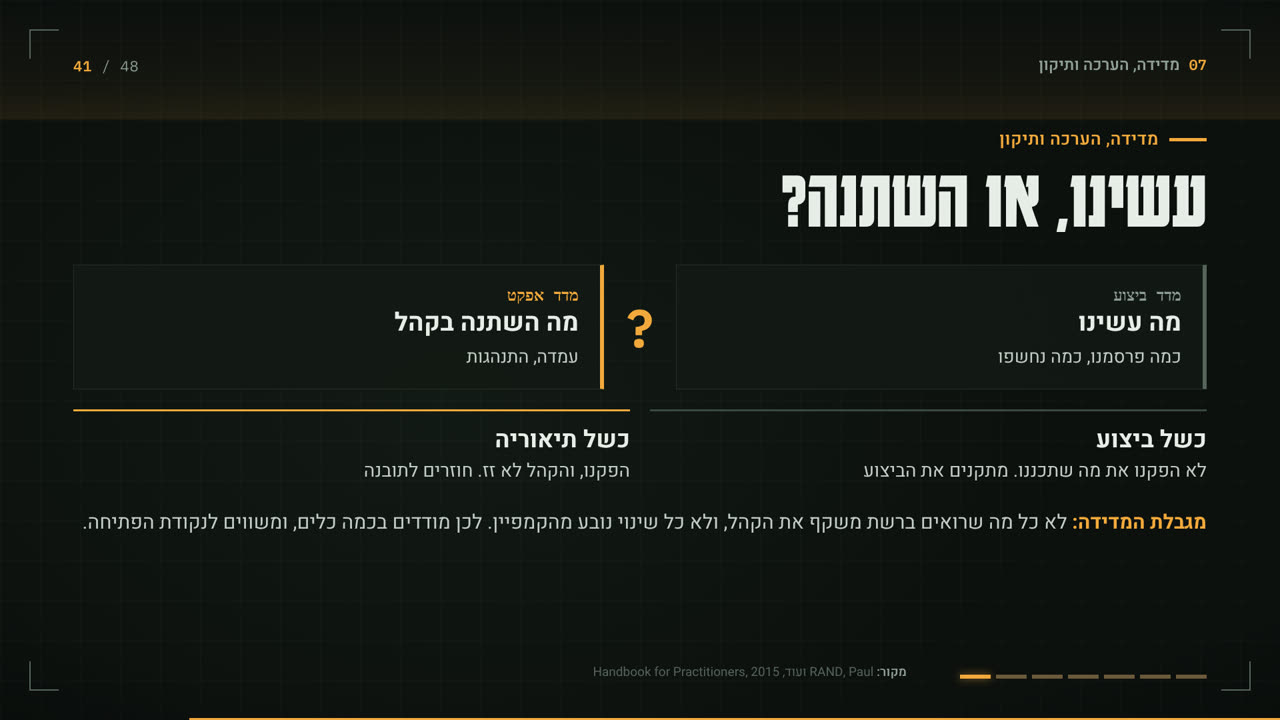 07 מדידה, הערכה ותיקון
41 / 48
מדידה, הערכה ותיקון
עשינו, או השתנה?
מדד ביצוע
מה עשינו
כמה פרסמנו, כמה נחשפו
?
מדד אפקט
מה השתנה בקהל
עמדה, התנהגות
כשל ביצוע
לא הפקנו את מה שתכננו. מתקנים את הביצוע
כשל תיאוריה
הפקנו, והקהל לא זז. חוזרים לתובנה
מגבלת המדידה: לא כל מה שרואים ברשת משקף את הקהל, ולא כל שינוי נובע מהקמפיין. לכן מודדים בכמה כלים, ומשווים לנקודת הפתיחה.
מקור: RAND, Paul ועוד, Handbook for Practitioners, 2015